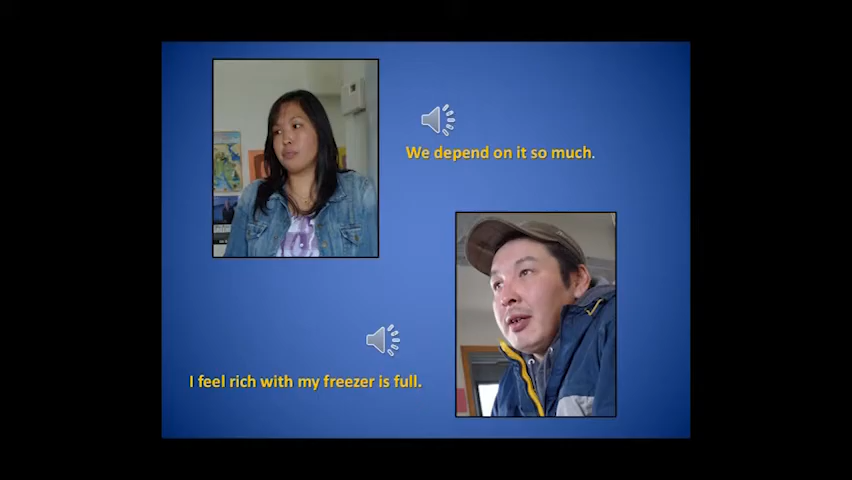 We depend on it so much.
I feel rich with my freezer is full.